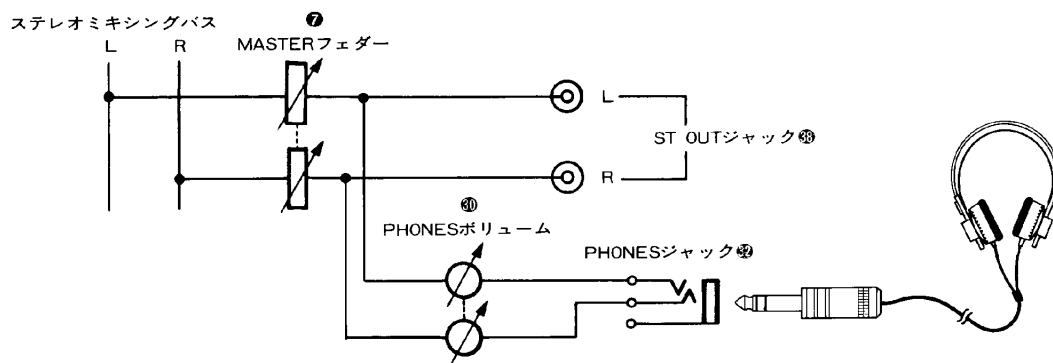 ステレオミキシングバス
L R
❼
MASTERフェダー
L
ST OUTジャック㊳
R
㉚
PHONESボリューム
PHONESジャック㉜